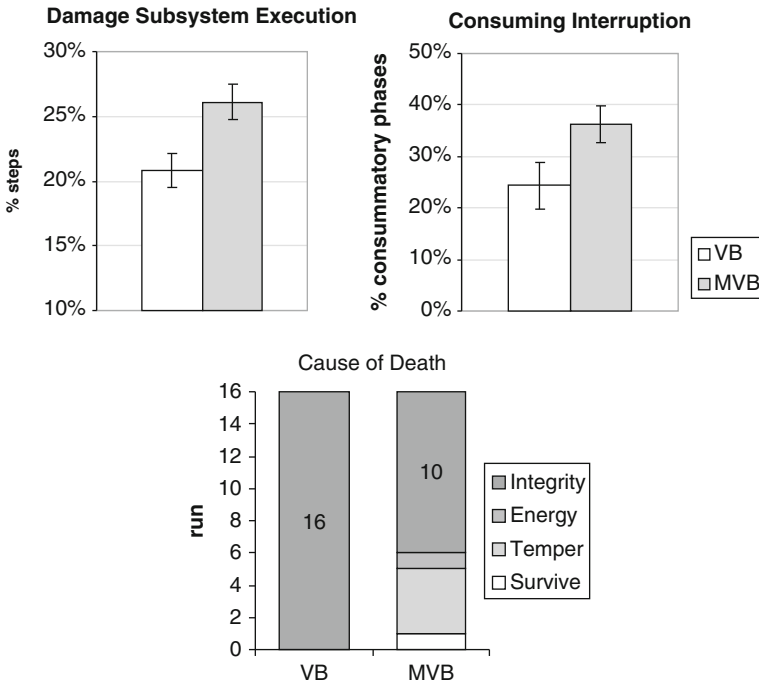 Damage Subsystem Execution
30%
25%
20%
15%
10%
% steps
Consuming Interruption
50%
40%
30%
20%
10%
0%
% consummatory phases
VB
MVB
Cause of Death
16
14
12
10
8
6
4
2
0
run
16
10
VB
MVB
Integrity
Energy
Temper
Survive